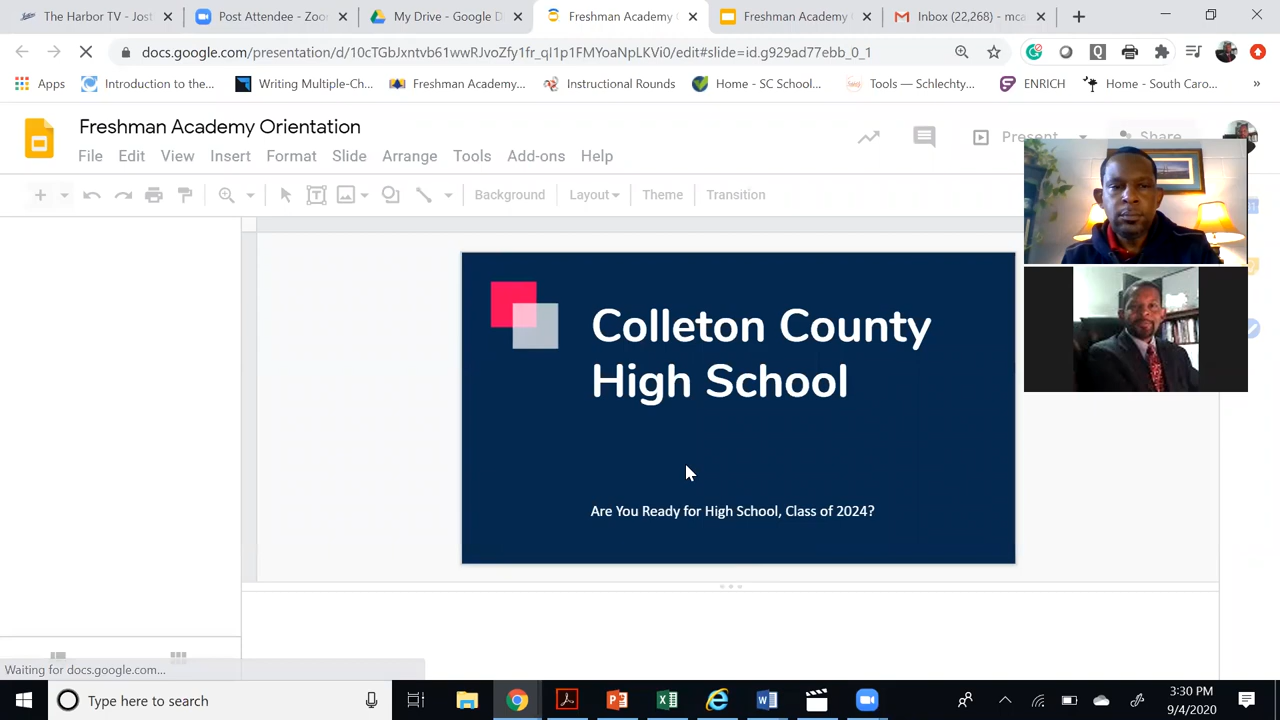 The Harbor TV - Jost
Post Attendee - Zoo
My Drive - Google D
Freshman Academy
Freshman Academy
Inbox (22,268) - mca
docs.google.com/presentation/d/10cTGbJxntvb61wwRJvoZfy1fr_qI1p1FMYoaNpLKVi0/edit#slide=id.g929ad77ebb_0_1
Apps
Introduction to the...
Writing Multiple-Ch...
Freshman Academy...
Instructional Rounds
Home - SC School...
Tools — Schlechty...
ENRICH
Home - South Caro...
»
Freshman Academy Orientation
Present
Share
File Edit View Insert Format Slide Arrange Tools Add-ons Help
Background Layout Theme Transition
Colleton County
High School
Are You Ready for High School, Class of 2024?
Waiting for docs.google.com...
Type here to search
3:30 PM
9/4/2020